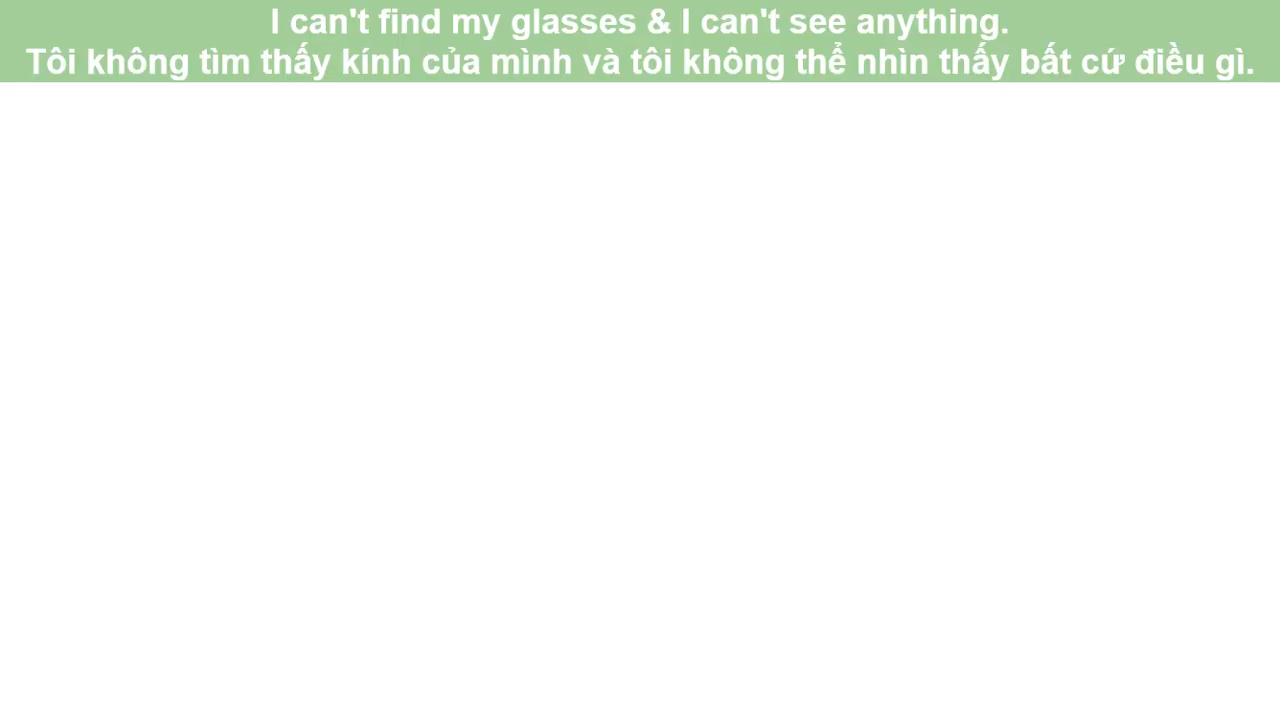 I can't find my glasses & I can't see anything.
Tôi không tìm thấy kính của mình và tôi không thể nhìn thấy bất cứ điều gì.